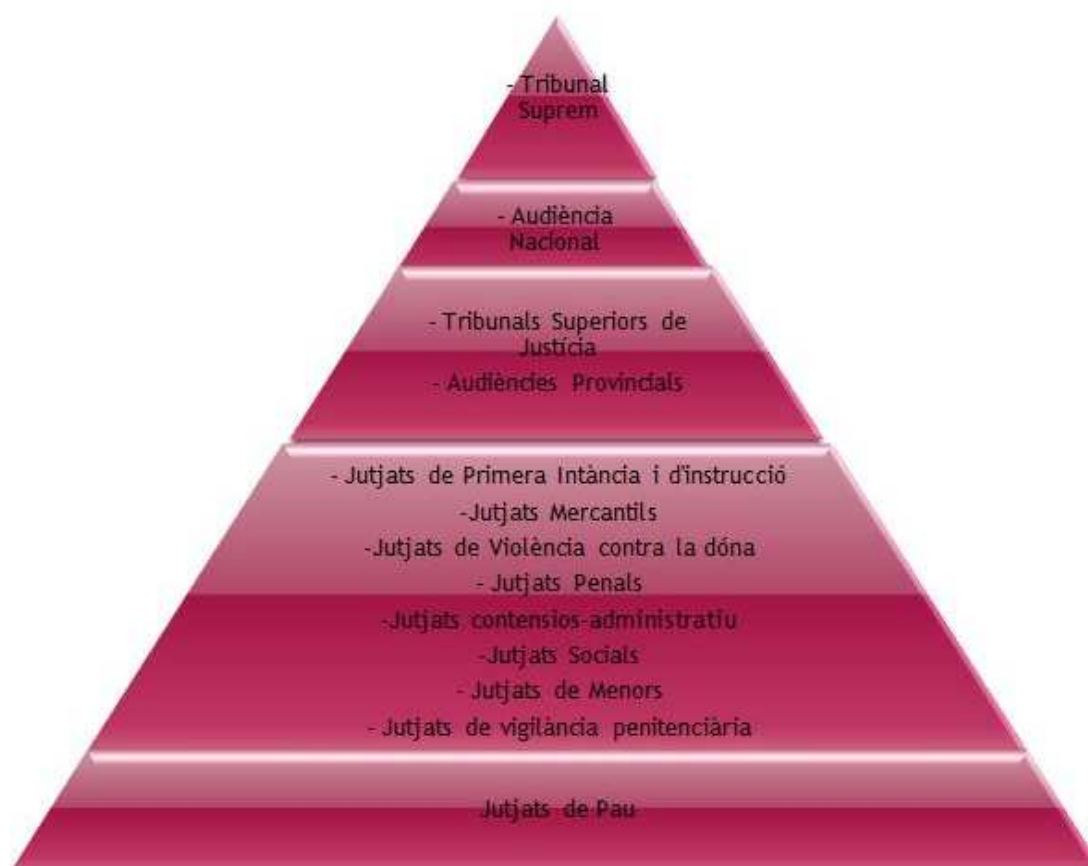 - Tribunal
Suprem
- Audiència
Nacional
- Tribunals Superiors de
Justícia
- Audiències Provincials
- Jutjats de Primera Intància i d'instrucció
-Jutjats Mercantils
-Jutjats de Violència contra la dóna
- Jutjats Penals
-Jutjats contensios-administratiu
-Jutjats Socials
- Jutjats de Menors
- Jutjats de vigilància penitenciària
Jutjats de Pau